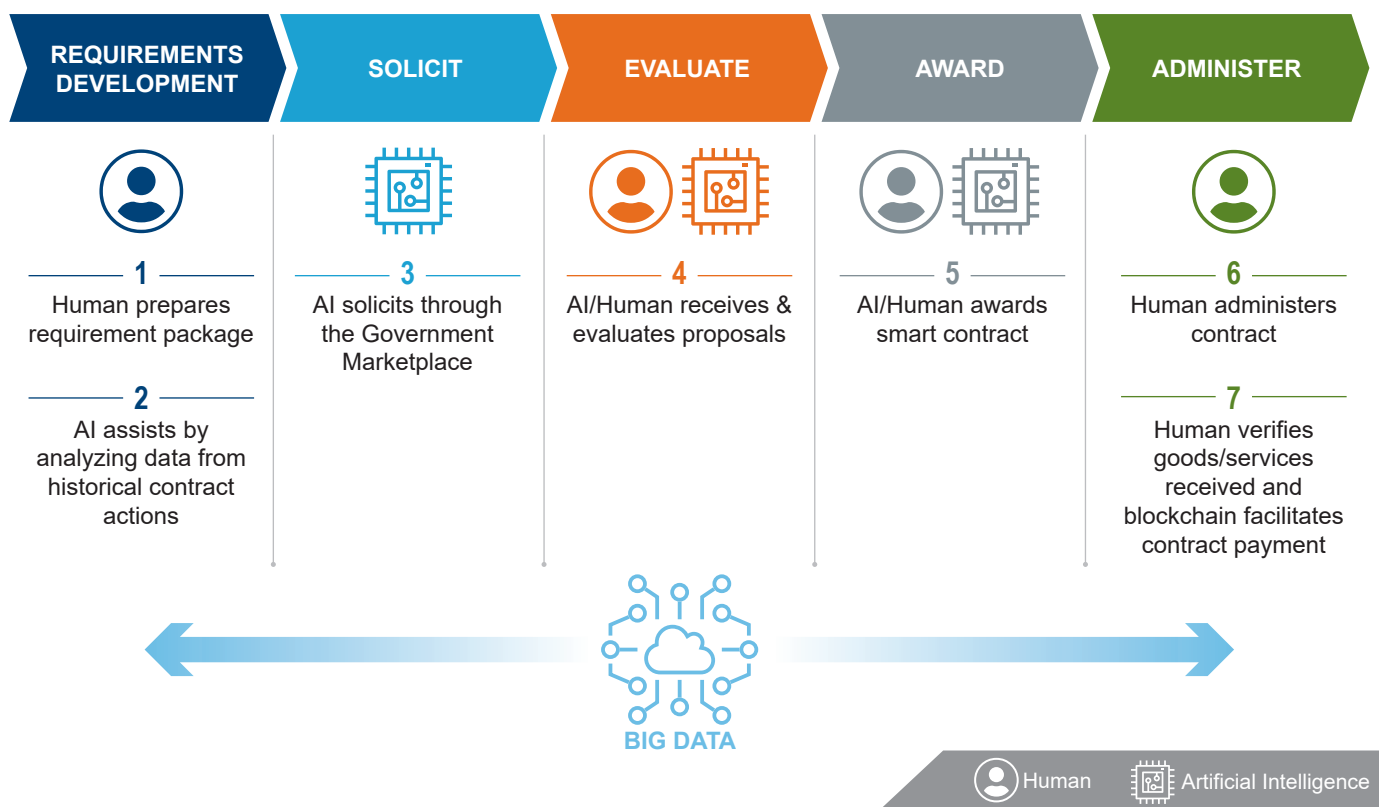 REQUIREMENTS
DEVELOPMENT
SOLICIT
EVALUATE
AWARD
ADMINISTER
1
Human prepares
requirement package
2
AI assists by
analyzing data from
historical contract
actions
3
AI solicits through
the Government
Marketplace
4
AI/Human receives &
evaluates proposals
5
AI/Human awards
smart contract
6
Human administers
contract
7
Human verifies
goods/services
received and
blockchain facilitates
contract payment
BIG DATA
Human
Artificial Intelligence